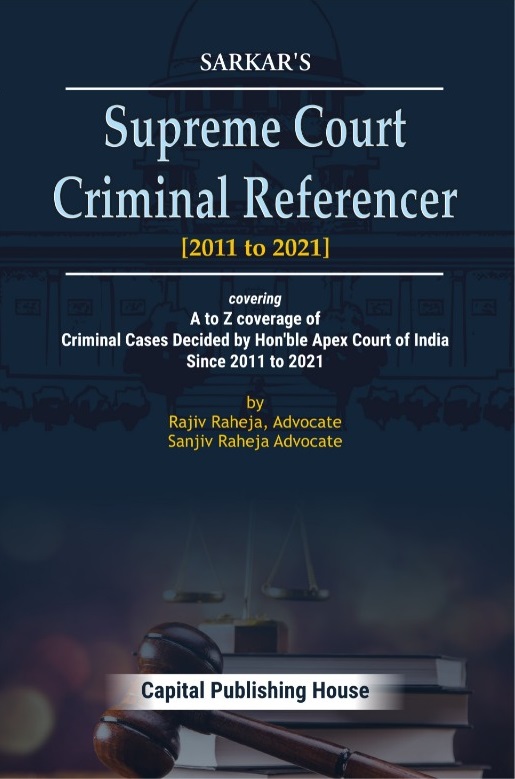 SARKAR'S
Supreme Court
Criminal Referencer
[2011 to 2021]
covering
A to Z coverage of
Criminal Cases Decided by Hon'ble Apex Court of India
Since 2011 to 2021
by
Rajiv Raheja, Advocate
Sanjiv Raheja Advocate
Capital Publishing House